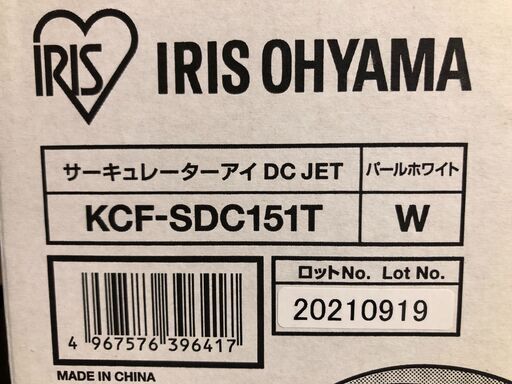 IRIS IRIS OHYAMA
サーキュレーターアイ DC JET パールホワイト
KCF-SDC151T W
ロットNo. Lot No.
20210919
4 967576 396417
MADE IN CHINA